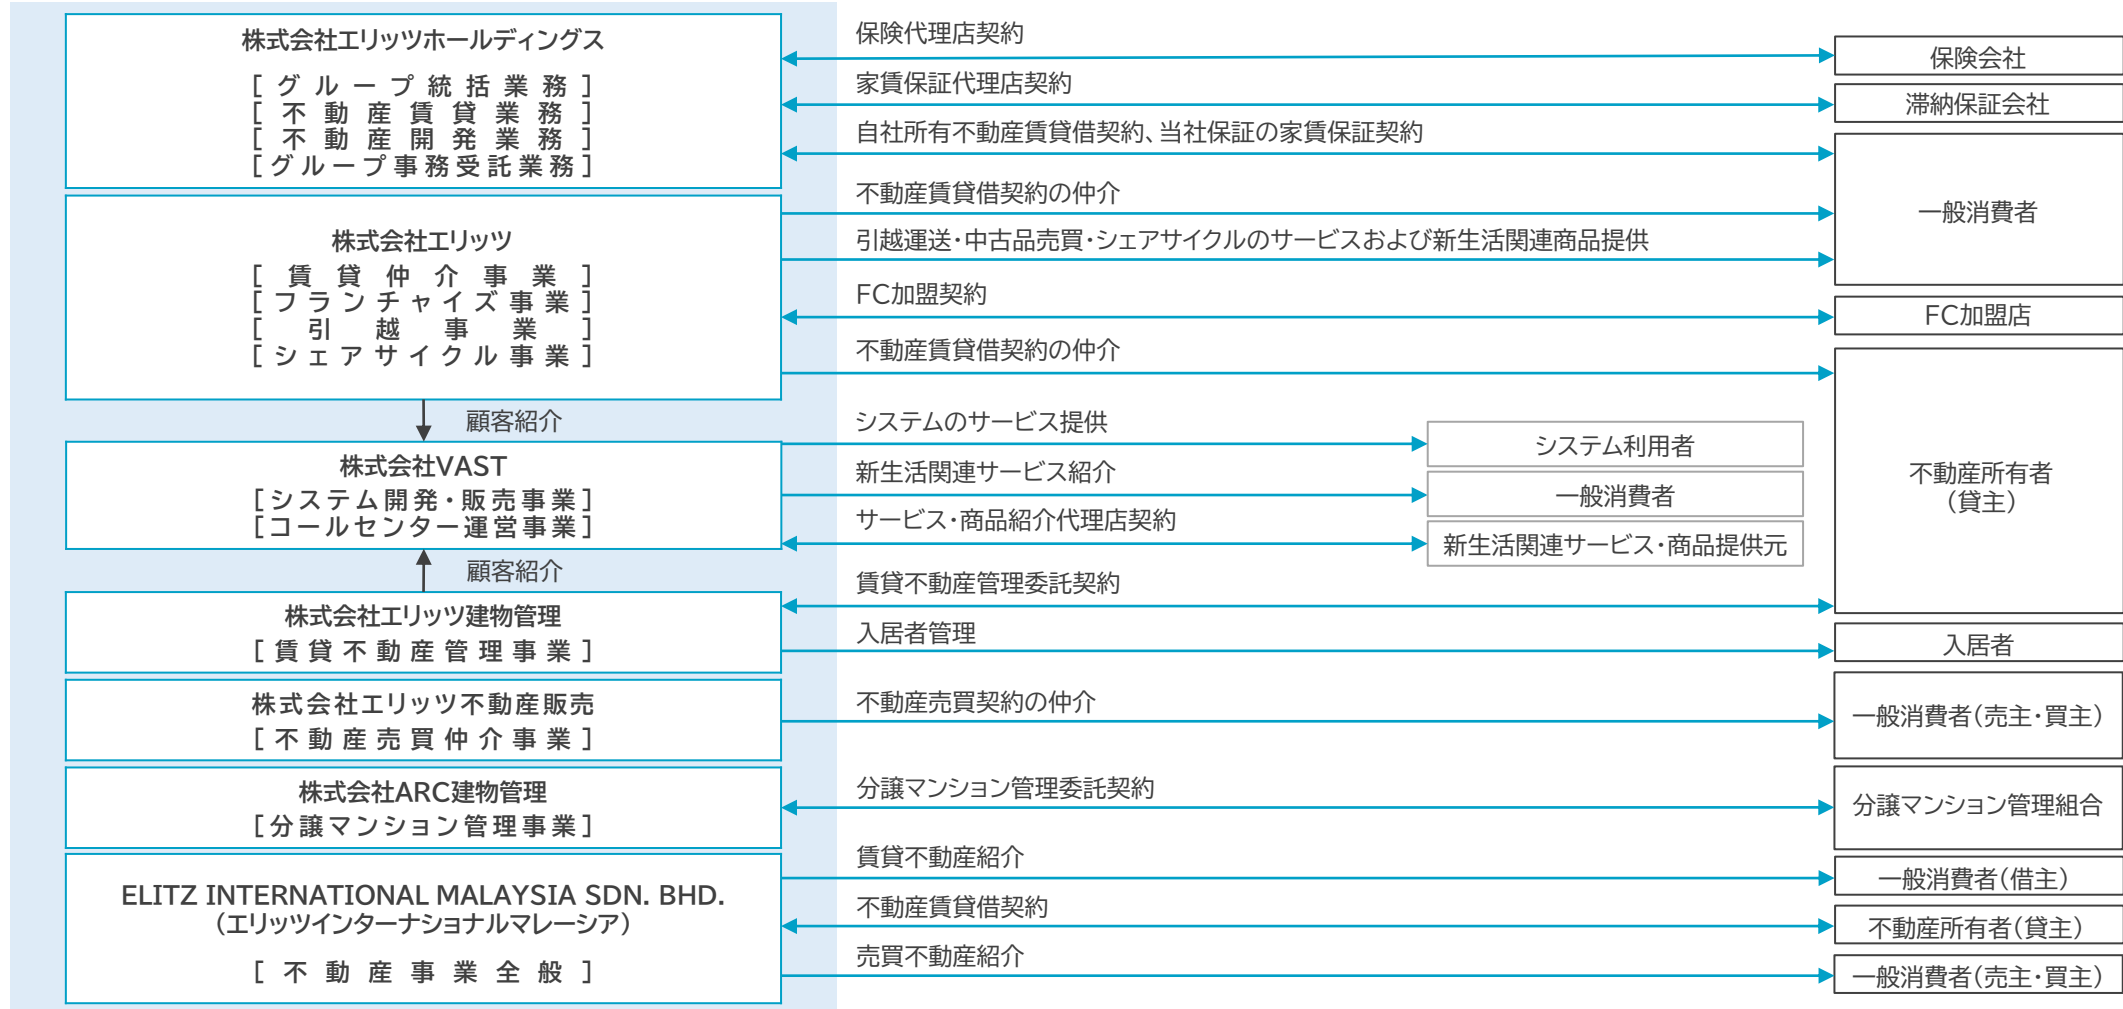 株式会社エリッツホールディングス
[グループ統括業務]
[不動産賃貸業務]
[不動産開発業務]
[グループ事務受託業務]
保険代理店契約
保険会社
家賃保証代理店契約
滞納保証会社
自社所有不動産賃貸借契約、当社保証の家賃保証契約
一般消費者
株式会社エリッツ
[賃貸仲介事業]
[フランチャイズ事業]
[引越事業]
[シェアサイクル事業]
不動産賃貸借契約の仲介
引越運送・中古品売買・シェアサイクルのサービスおよび新生活関連商品提供
FC加盟契約
FC加盟店
不動産賃貸借契約の仲介
不動産所有者
(貸主)
顧客紹介
株式会社VAST
[システム開発・販売事業]
[コールセンター運営事業]
システムのサービス提供
システム利用者
新生活関連サービス紹介
一般消費者
サービス・商品紹介代理店契約
新生活関連サービス・商品提供元
顧客紹介
株式会社エリッツ建物管理
[賃貸不動産管理事業]
賃貸不動産管理委託契約
入居者管理
入居者
株式会社エリッツ不動産販売
[不動産売買仲介事業]
不動産売買契約の仲介
一般消費者(売主・買主)
株式会社ARC建物管理
[分譲マンション管理事業]
分譲マンション管理委託契約
分譲マンション管理組合
ELITZ INTERNATIONAL MALAYSIA SDN. BHD.
(エリッツインターナショナルマレーシア)
[不動産事業全般]
賃貸不動産紹介
一般消費者(借主)
不動産賃貸借契約
不動産所有者(貸主)
売買不動産紹介
一般消費者(売主・買主)